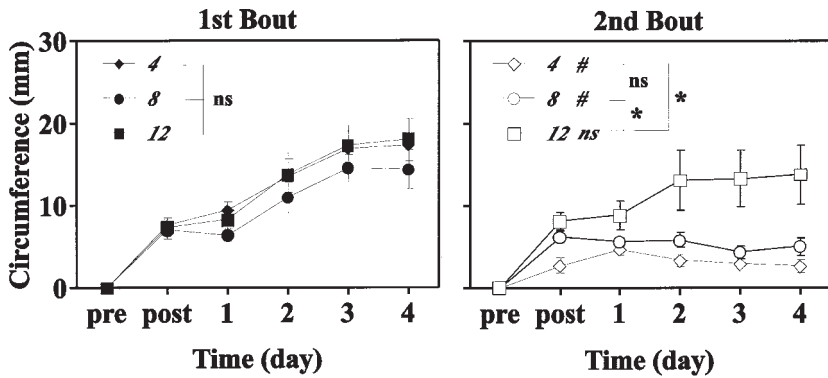 1st Bout
2nd Bout
Circumference (mm)
30
20
10
0
4
8
12
ns
pre post 1 2 3 4
Time (day)
4 #
8 #
12 ns
ns
*
*
pre post 1 2 3 4
Time (day)